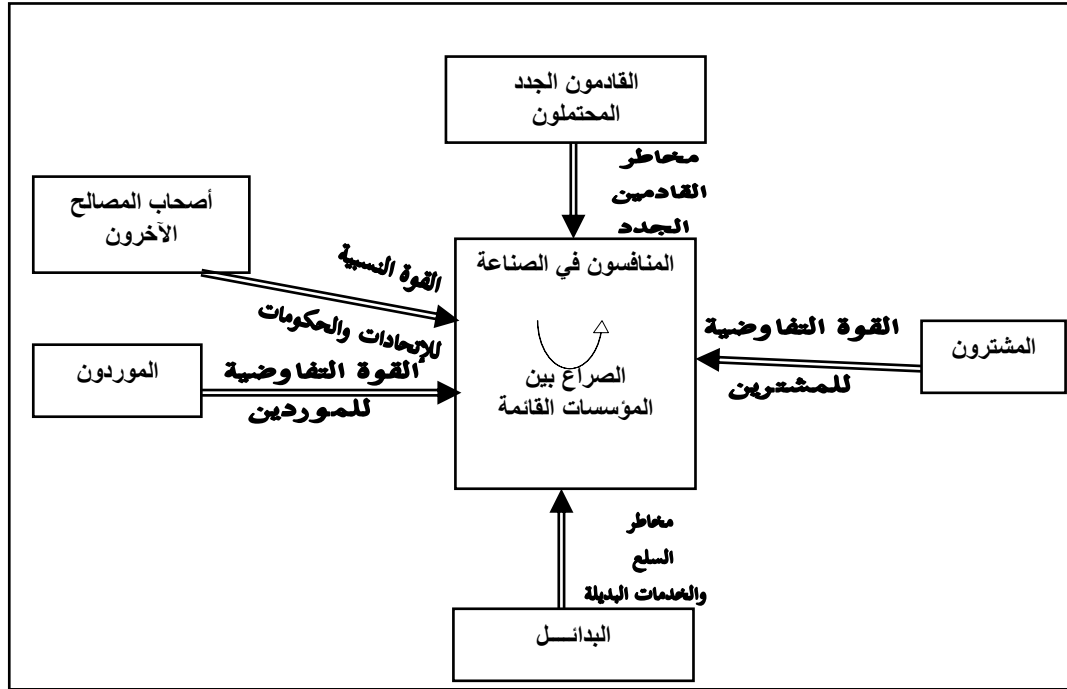 القادمون الجدد
المحتملون
مخاطر
القادمين
الجدد
أصحاب المصالح
الآخرون
القوة النسبية
للإتحادات والحكومات
المنافسون في الصناعة
الصراع بين
المؤسسات القائمة
المشترون
القوة التفاوضية
للمشترين
الموردون
القوة التفاوضية
للموردين
مخاطر
السلع
والخدمات البديلة
البدائــــل